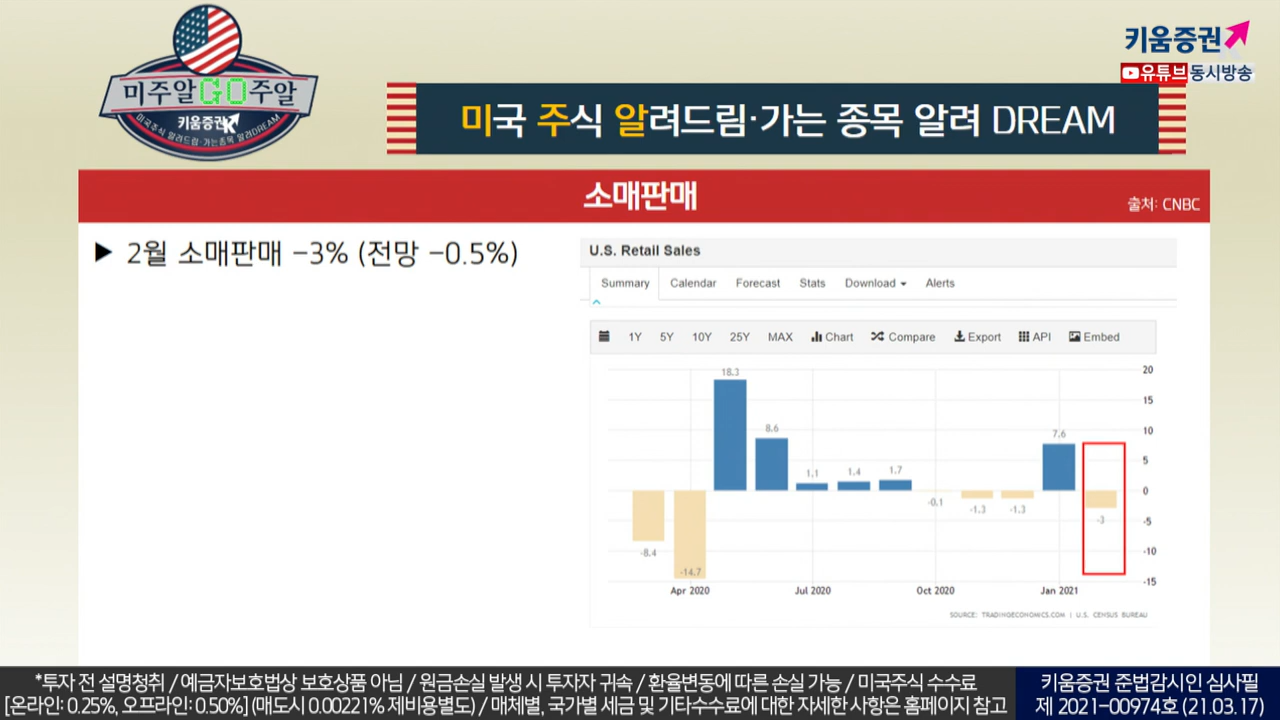 미주알GO주알
키움증권
미국주식 알려드림·가는종목 알려DREAM
키움증권
유튜브동시방송
미국 주식 알려드림·가는 종목 알려 DREAM
소매판매
출처: CNBC
▶ 2월 소매판매 -3% (전망 -0.5%)
U.S. Retail Sales
Summary Calendar Forecast Stats Download Alerts
1Y 5Y 10Y 25Y MAX Chart Compare Export API Embed
18.3
8.6
1.1
1.4
1.7
7.6
-0.1
-1.3
-1.3
-3
-8.4
-14.7
20
15
10
5
0
-5
-10
-15
Apr 2020 Jul 2020 Oct 2020 Jan 2021
SOURCE: TRADINGECONOMICS.COM | U.S. CENSUS BUREAU
*투자 전 설명청취 / 예금자보호법상 보호상품 아님 / 원금손실 발생 시 투자자 귀속 / 환율변동에 따른 손실 가능 / 미국주식 수수료
[온라인: 0.25%, 오프라인: 0.50%] (매도시 0.00221% 제비용별도) / 매체별, 국가별 세금 및 기타수수료에 대한 자세한 사항은 홈페이지 참고
키움증권 준법감시인 심사필
제 2021-00974호 (21.03.17)